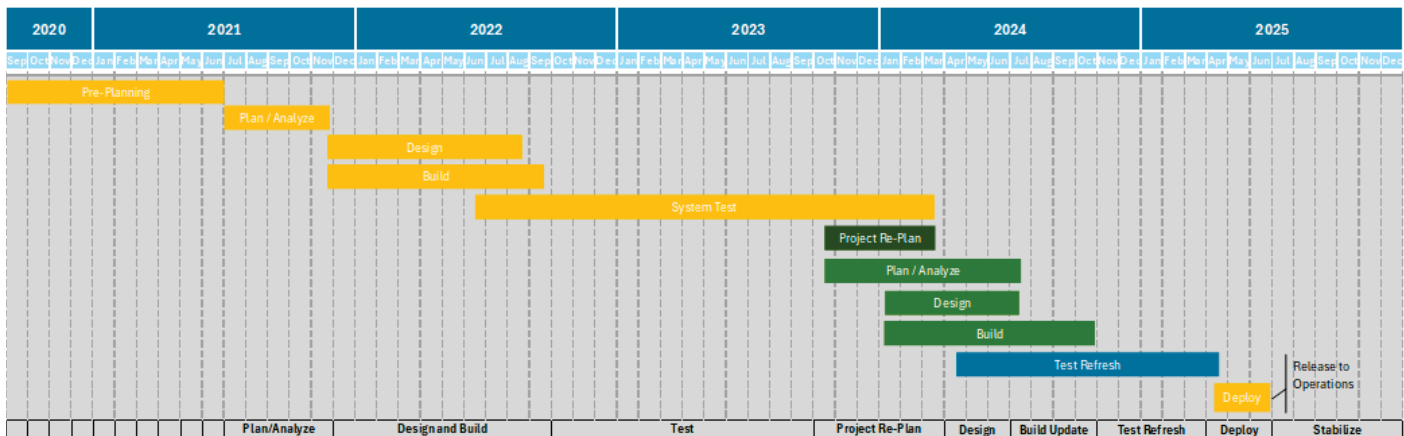 2020 2021 2022 2023 2024 2025
Sep Oct Nov Dec Jan Feb Mar Apr May Jun Jul Aug Sep Oct Nov Dec Jan Feb Mar Apr May Jun Jul Aug Sep Oct Nov Dec Jan Feb Mar Apr May Jun Jul Aug Sep Oct Nov Dec Jan Feb Mar Apr May Jun Jul Aug Sep Oct Nov Dec Jan Feb Mar Apr May Jun Jul Aug Sep Oct Nov Dec
Pre-Planning
Plan / Analyze
Design
Build
System Test
Project Re-Plan
Plan / Analyze
Design
Build
Test Refresh
Release to
Operations
Deploy
Plan/Analyze Design and Build Test Project Re-Plan Design Build Update Test Refresh Deploy Stabilize